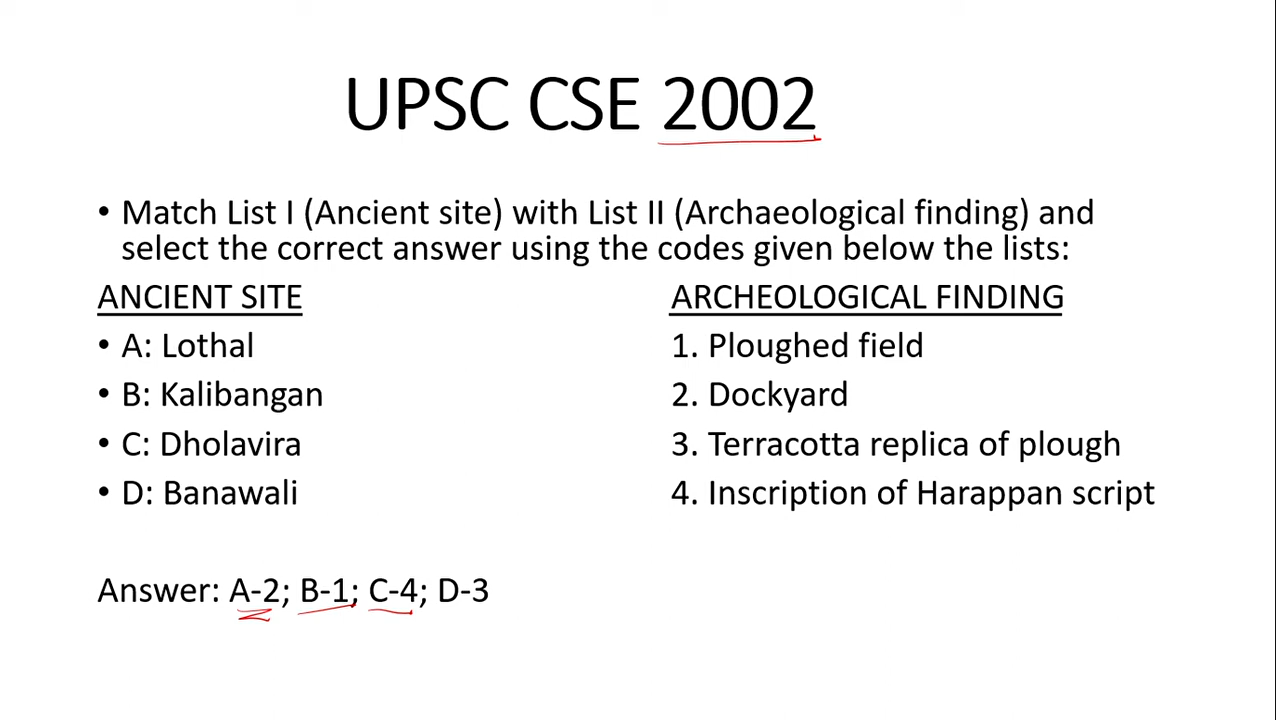 UPSC CSE 2002
• Match List I (Ancient site) with List II (Archaeological finding) and
select the correct answer using the codes given below the lists:
ANCIENT SITE ARCHEOLOGICAL FINDING
• A: Lothal 1. Ploughed field
• B: Kalibangan 2. Dockyard
• C: Dholavira 3. Terracotta replica of plough
• D: Banawali 4. Inscription of Harappan script
Answer: A-2; B-1; C-4; D-3